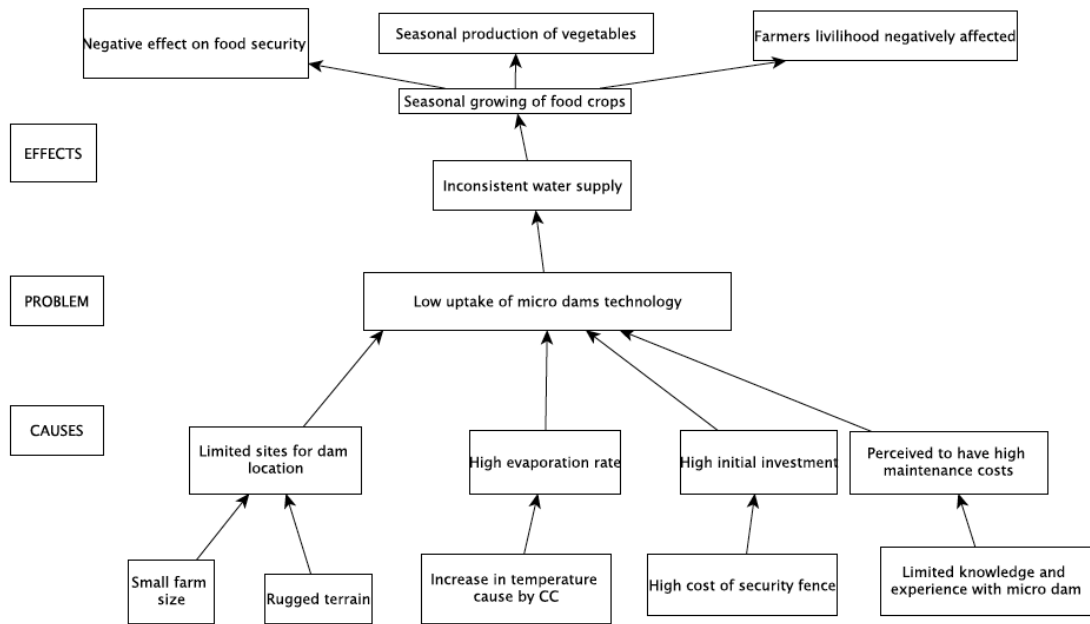 Negative effect on food security
Seasonal production of vegetables
Farmers livilihood negatively affected
Seasonal growing of food crops
EFFECTS
Inconsistent water supply
PROBLEM
Low uptake of micro dams technology
CAUSES
Limited sites for dam
location
High evaporation rate
High initial investment
Perceived to have high
maintenance costs
Small farm
size
Rugged terrain
Increase in temperature
cause by CC
High cost of security fence
Limited knowledge and
experience with micro dam